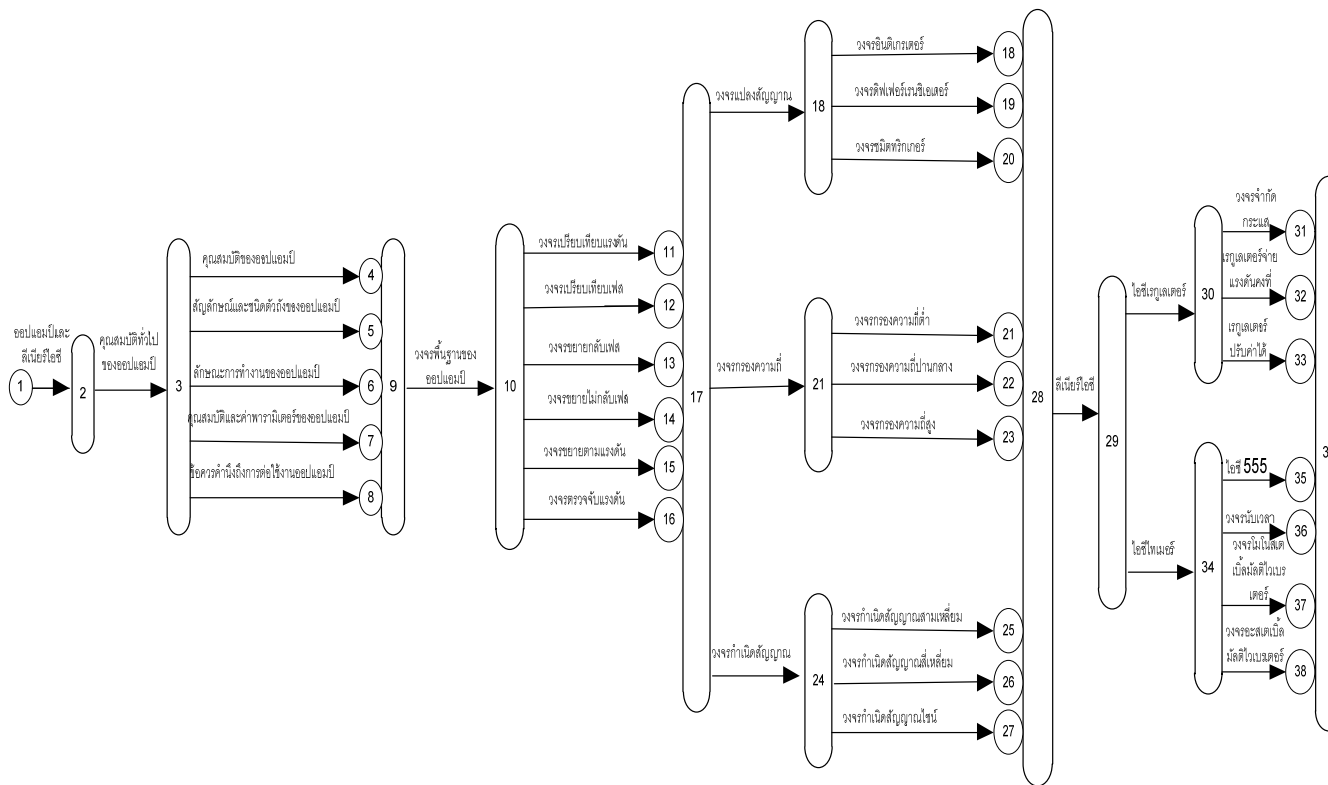 ออปแอมป์และ
ลิเนียร์ไอซี
1
2
คุณสมบัติทั่วไป
ของออปแอมป์
3
คุณสมบัติของออปแอมป์
4
สัญลักษณ์และชนิดตัวถังของออปแอมป์
5
ลักษณะการทำงานของออปแอมป์
6
คุณสมบัติและค่าพารามิเตอร์ของออปแอมป์
7
ข้อควรคำนึงถึงการต่อใช้งานออปแอมป์
8
9
วงจรพื้นฐานของ
ออปแอมป์
10
วงจรเปรียบเทียบแรงดัน
11
วงจรเปรียบเทียบเฟส
12
วงจรขยายกลับเฟส
13
วงจรขยายไม่กลับเฟส
14
วงจรขยายตามแรงดัน
15
วงจรตรวจจับแรงดัน
16
17
วงจรแปลงสัญญาณ
18
วงจรอินติเกรเตอร์
18
วงจรดิฟเฟอร์เรนชิเอเตอร์
19
วงจรชมิตทริกเกอร์
20
วงจรกรองความถี่
21
วงจรกรองความถี่ต่ำ
21
วงจรกรองความถี่ปานกลาง
22
วงจรกรองความถี่สูง
23
วงจรกำเนิดสัญญาณ
24
วงจรกำเนิดสัญญาณสามเหลี่ยม
25
วงจรกำเนิดสัญญาณสี่เหลี่ยม
26
วงจรกำเนิดสัญญาณไซน์
27
28
ลิเนียร์ไอซี
29
ไอซีเรกูเลเตอร์
30
วงจรจำกัด
กระแส
31
เรกูเลเตอร์จ่าย
แรงดันคงที่
32
เรกูเลเตอร์
ปรับค่าได้
33
ไอซีไทเมอร์
34
ไอซี 555
35
วงจรนับเวลา
36
วงจรโมโนสเต
เบิ้ลมัลติไวเบร
เตอร์
37
วงจรอะสเตเบิ้ล
มัลติไวเบรเตอร์
38
3